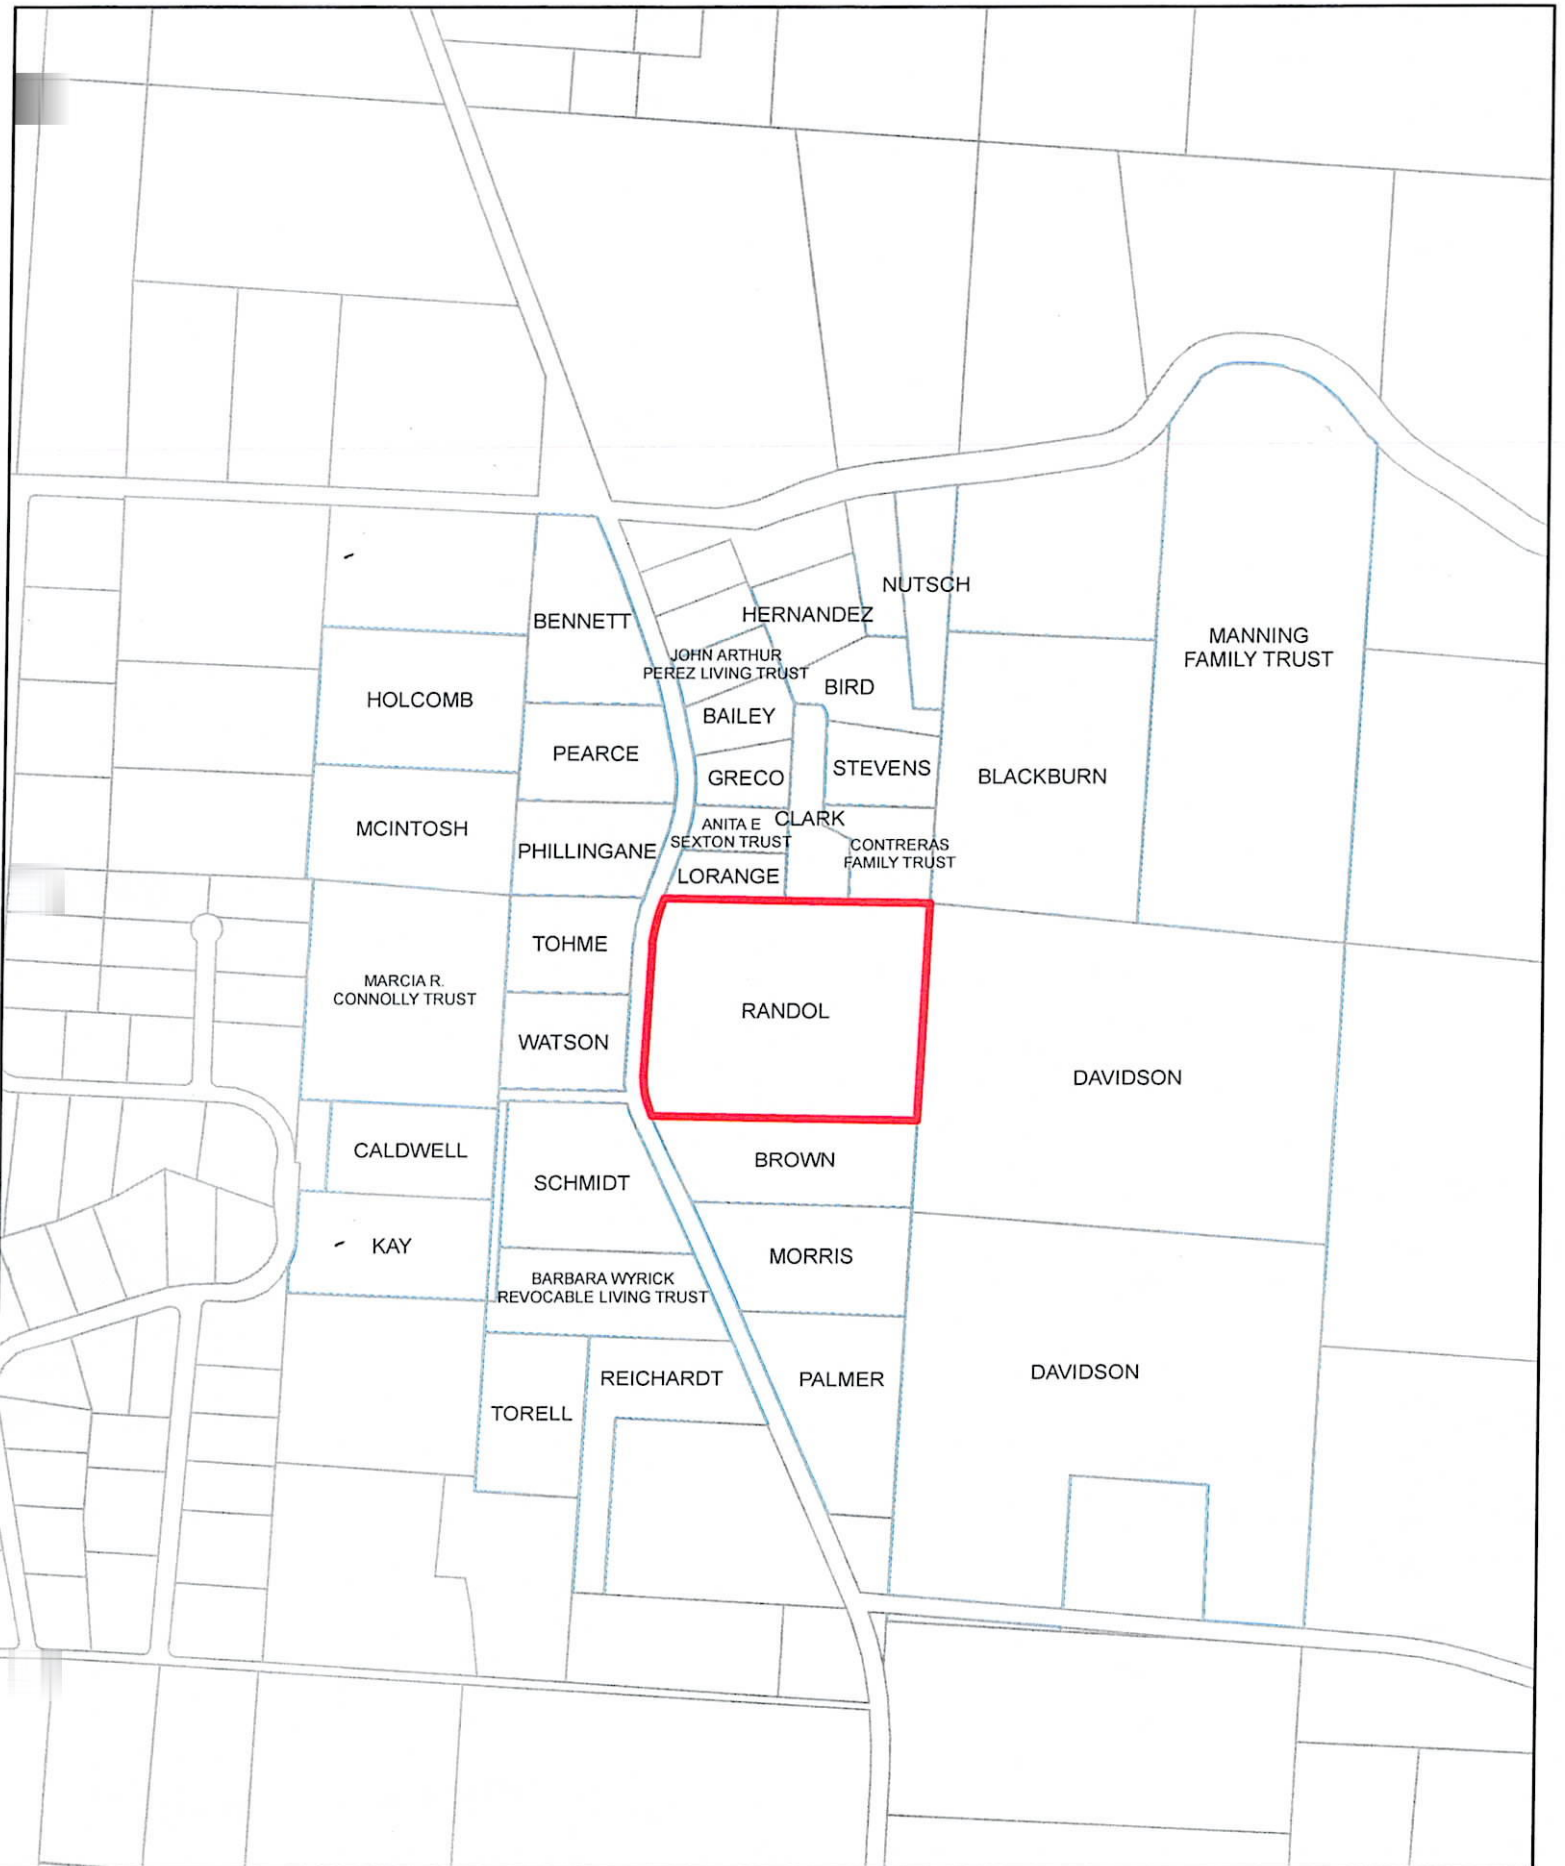 NUTSCH
HERNANDEZ
BENNETT
MANNING
FAMILY TRUST
JOHN ARTHUR
PEREZ LIVING TRUST
BIRD
HOLCOMB
BAILEY
PEARCE
STEVENS
GRECO
BLACKBURN
CLARK
ANITA E
SEXTON TRUST
MCINTOSH
CONTRERAS
FAMILY TRUST
PHILLINGANE
LORANGE
TOHME
MARCIA R.
CONNOLLY TRUST
RANDOL
WATSON
DAVIDSON
CALDWELL
BROWN
SCHMIDT
KAY
MORRIS
BARBARA WYRICK
REVOCABLE LIVING TRUST
DAVIDSON
REICHARDT
PALMER
TORELL